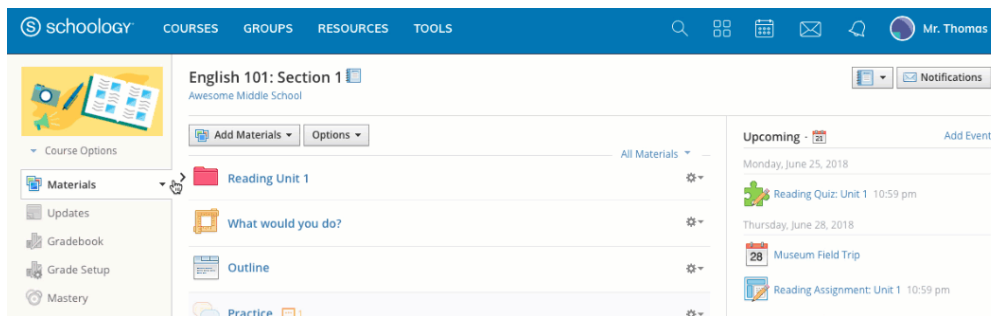 S schoology COURSES GROUPS RESOURCES TOOLS Mr. Thomas
English 101: Section 1
Awesome Middle School
Notifications
Course Options
Materials
Updates
Gradebook
Grade Setup
Mastery
Add Materials Options
All Materials
Reading Unit 1
What would you do?
Outline
Practice 1
Upcoming · 21 Add Event
Monday, June 25, 2018
Reading Quiz: Unit 1 10:59 pm
Thursday, June 28, 2018
28 Museum Field Trip
Reading Assignment: Unit 1 10:59 pm